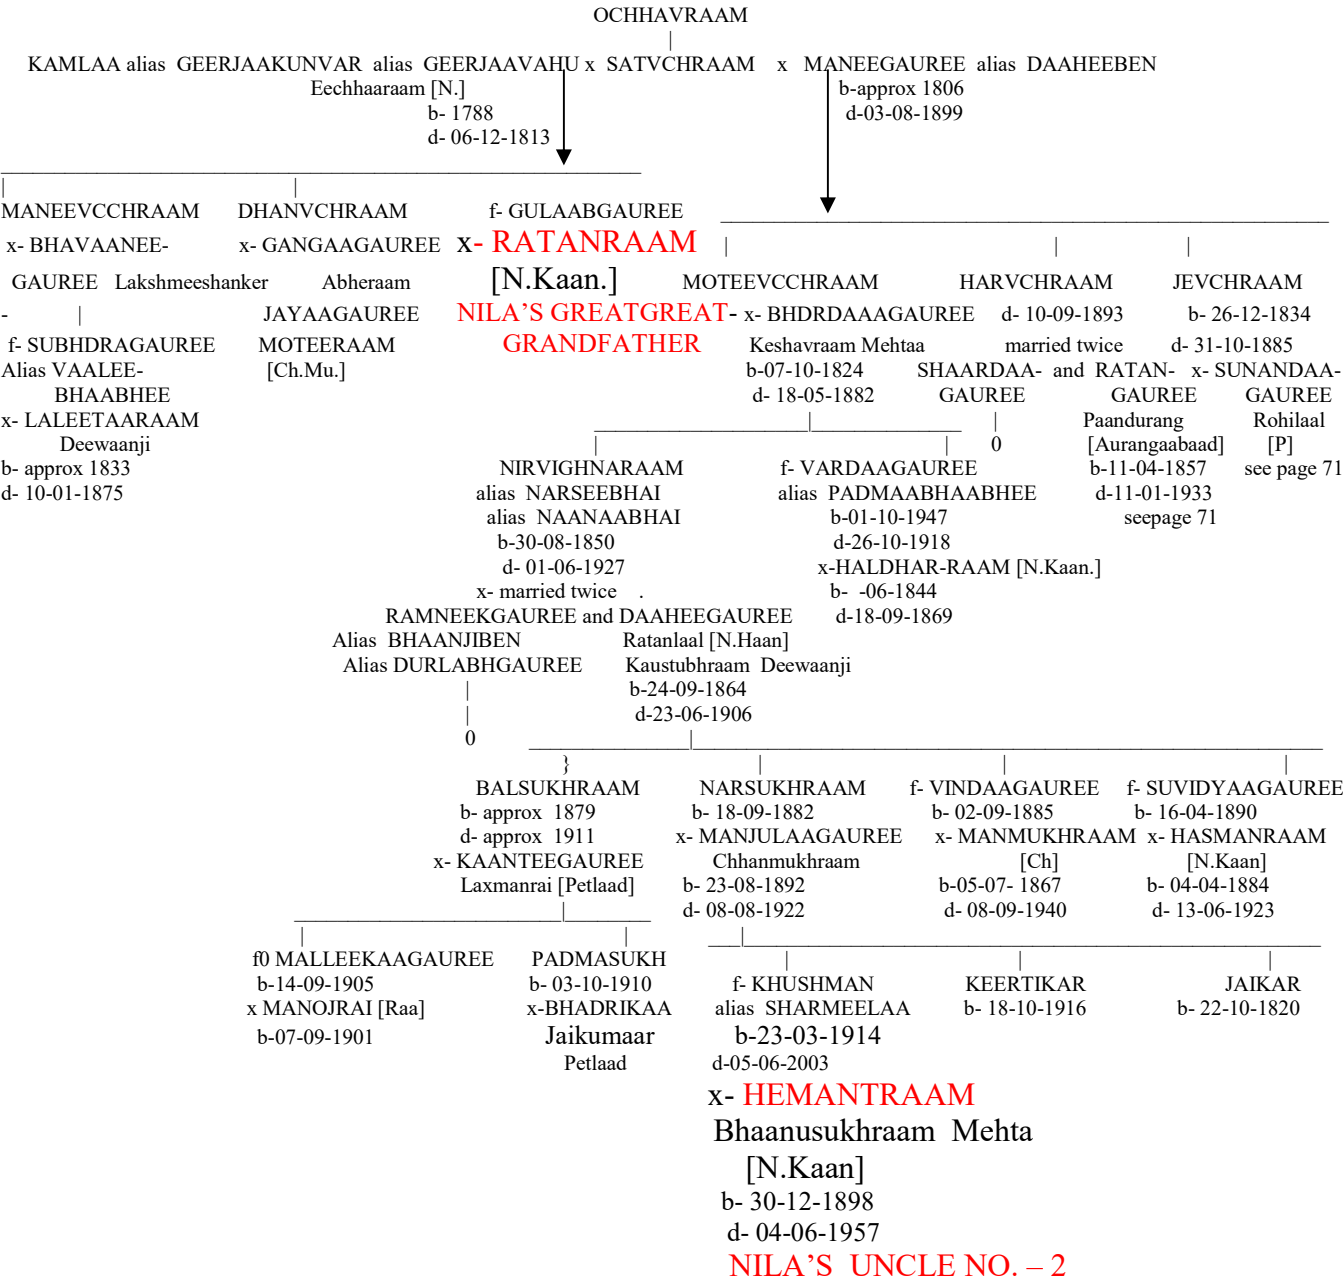 OCHHAVRAAM
|
KAMLAA alias GEERJAAKUNVAR alias GEERJAAVAHU x SATVCHRAAM x MANEEGAUREE alias DAAHEEBEN
Eechhaaraam [N.] b-approx 1806
b- 1788 d-03-08-1899
d- 06-12-1813
| |
MANEEVCCHRAAM DHANVCHRAAM f- GULAABGAUREE
x- BHAVAANEE- x- GANGAAGAUREE x- RATANRAAM | | |
GAUREE Lakshmeeshanker Abheraam [N.Kaan.] MOTEEVCCHRAAM HARVCHRAAM JEVCHRAAM
- | JAYAAGAUREE NILA'S GREATGREAT- x- BHDRDAAAGAUREE d- 10-09-1893 b- 26-12-1834
f- SUBHDRAGAUREE MOTEERAAM GRANDFATHER Keshavraam Mehtaa married twice d- 31-10-1885
Alias VAALEE- [Ch.Mu.] b-07-10-1824 SHAARDAA- and RATAN- x- SUNANDAA-
BHAABHEE d- 18-05-1882 GAUREE GAUREE GAUREE
x- LALEETAARAAM | | Paandurang Rohilaal
Deewaanji | | 0 [Aurangaabaad] [P]
b- approx 1833 NIRVIGHNARAAM f- VARDAAGAUREE b-11-04-1857 see page 71
d- 10-01-1875 alias NARSEEBHAI alias PADMAABHAABHEE d-11-01-1933
alias NAANAABHAI b-01-10-1947 seepage 71
b-30-08-1850 d-26-10-1918
d- 01-06-1927 x-HALDHAR-RAAM [N.Kaan.]
x- married twice . b- -06-1844
RAMNEEKGAUREE and DAAHEEGAUREE d-18-09-1869
Alias BHAANJIBEN Ratanlaal [N.Haan]
Alias DURLABHGAUREE Kaustubhraam Deewaanji
| b-24-09-1864
| d-23-06-1906
0 |
} | | |
BALSUKHRAAM NARSUKHRAAM f- VINDAAGAUREE f- SUVIDYAAGAUREE
b- approx 1879 b- 18-09-1882 b- 02-09-1885 b- 16-04-1890
d- approx 1911 x- MANJULAAGAUREE x- MANMUKHRAAM x- HASMANRAAM
x- KAANTEEGAUREE Chhanmukhraam [Ch] [N.Kaan]
Laxmanrai [Petlaad] b- 23-08-1892 b-05-07- 1867 b- 04-04-1884
| d- 08-08-1922 d- 08-09-1940 d- 13-06-1923
| | |
f0 MALLEEKAAGAUREE PADMASUKH | | |
b-14-09-1905 b- 03-10-1910 f- KHUSHMAN KEERTIKAR JAIKAR
x MANOJRAI [Raa] x-BHADRIKAA alias SHARMEELAA b- 18-10-1916 b- 22-10-1820
b-07-09-1901 Jaikumaar b-23-03-1914
Petlaad d-05-06-2003
x- HEMANTRAAM
Bhaanusukhraam Mehta
[N.Kaan]
b- 30-12-1898
d- 04-06-1957
NILA'S UNCLE NO. – 2